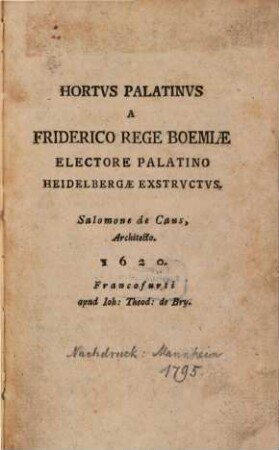 HORTVS PALATINVS
A
FRIDERICO REGE BOEMIÆ
ELECTORE PALATINO
HEIDELBERGÆ EXSTRVCTVS,
Salomone de Caus,
Architecto.
1620.
Francofurti
apud Ioh: Theod: de Bry.
Nachdruck: Mannheim
1795.